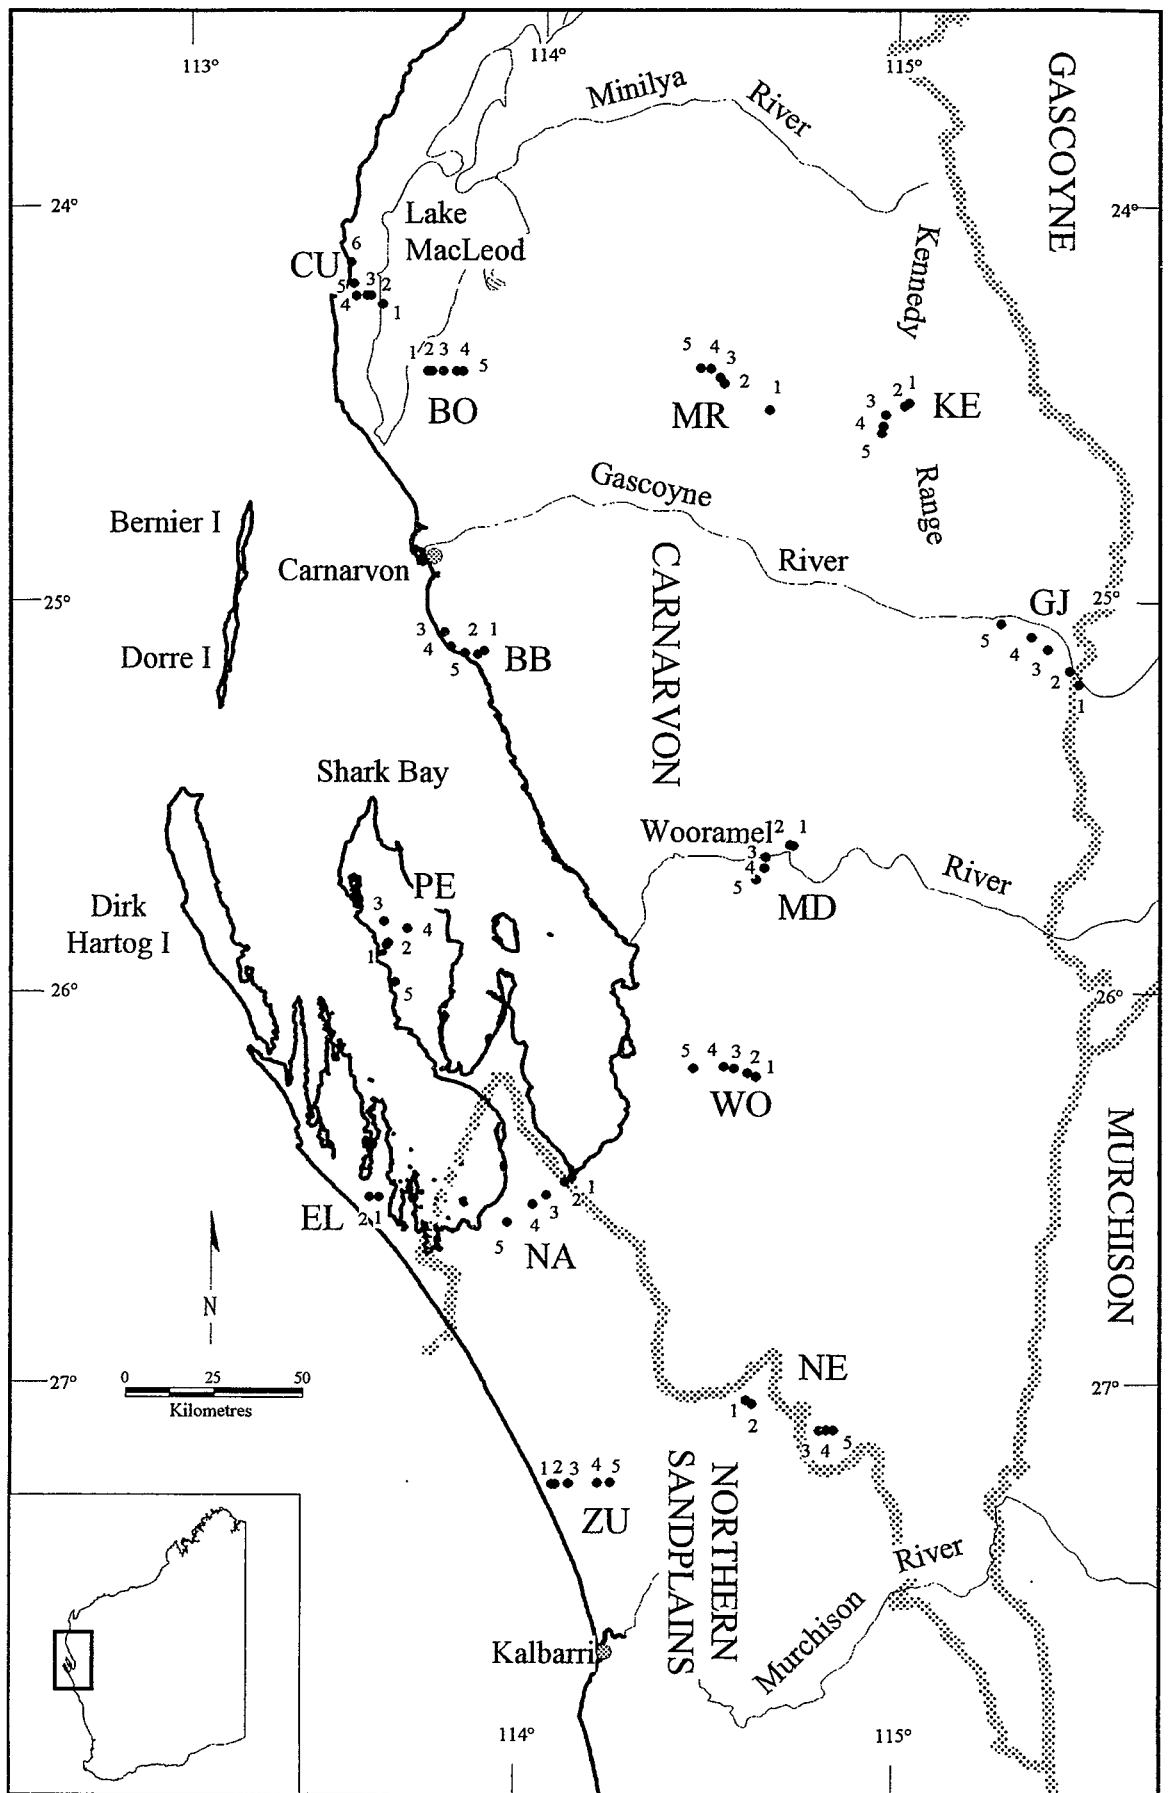 113°
114°
115°
Minilya
River
GASCOYNE
24°
24°
Lake
MacLeod
Kennedy
Range
6
CU
5
3
2
4
1
1
2
3
4
5
BO
5
4
3
2
1
MR
1
2
3
4
5
KE
Gascoyne
River
Bernier I
Carnarvon
CARNARVON
25°
25°
GJ
5
4
3
2
1
Dorre I
3
2
1
4
5
BB
Shark Bay
Wooramel
2
1
3
4
5
River
MD
Dirk
Hartog I
PE
3
4
2
1
5
26°
26°
5
4
3
2
1
WO
MURCHISON
EL
2
1
1
2
3
4
5
NA
N
27°
27°
0
25
50
Kilometres
NE
1
2
3
4
5
1
2
3
4
5
ZU
NORTHERN
SANDPLAINS
River
Murchison
Kalbarri
114°
115°